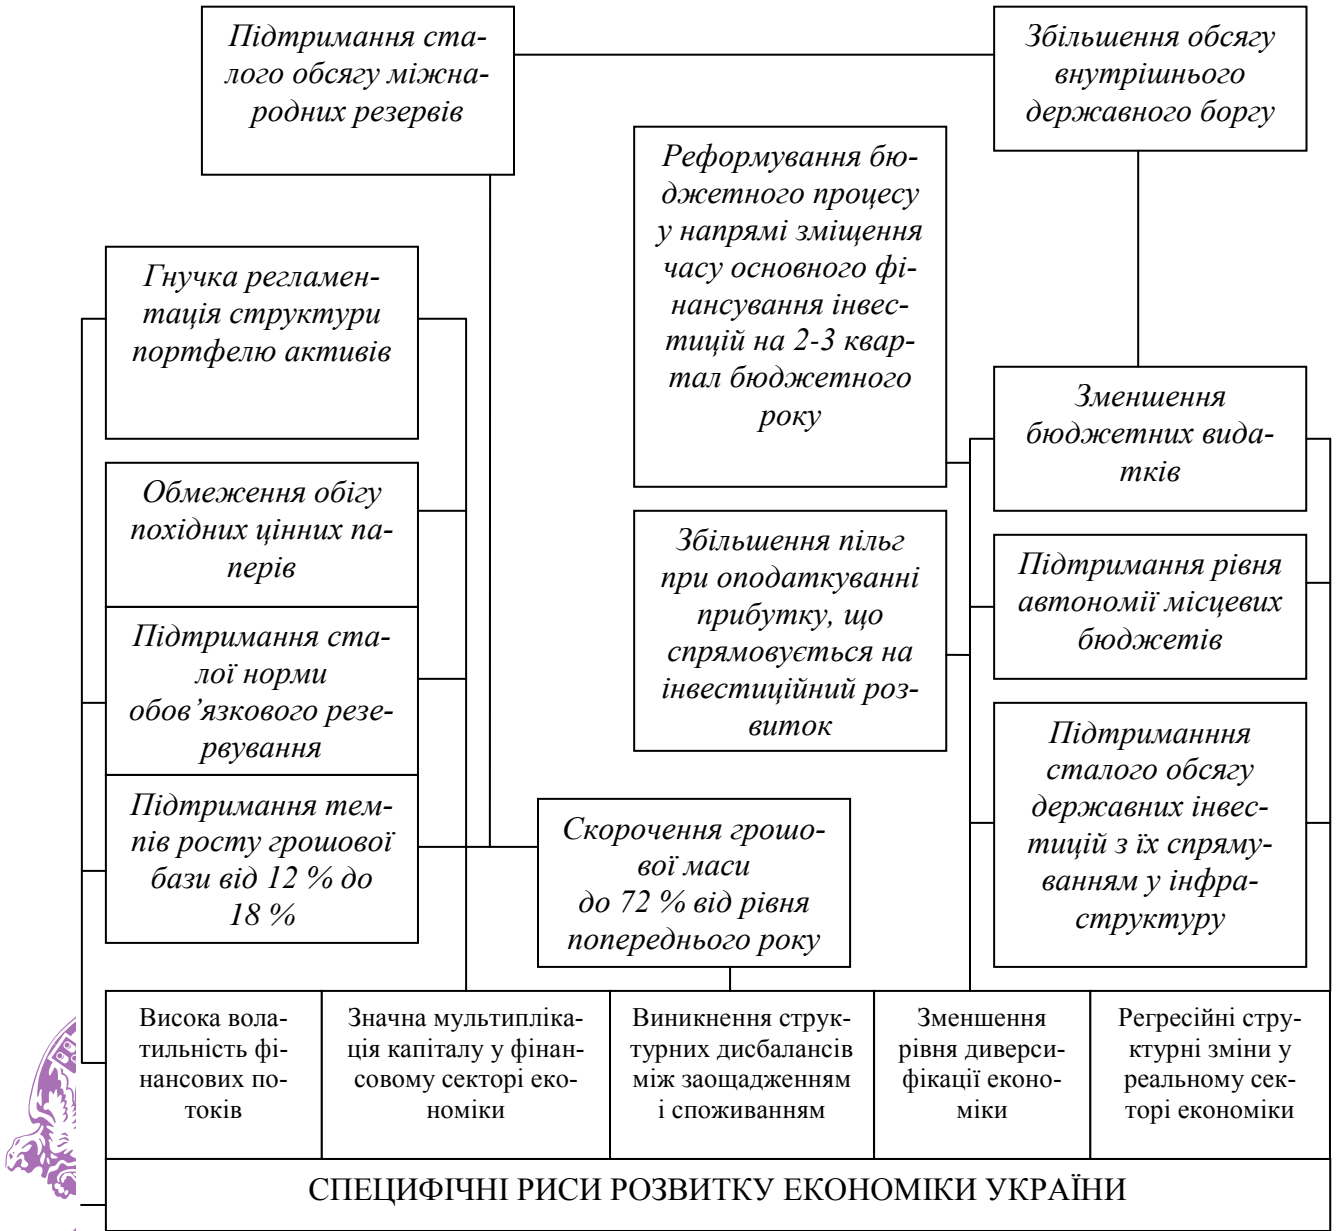 Підтримання ста-
лого обсягу міжна-
родних резервів
Збільшення обсягу
внутрішнього
державного боргу
Реформування бю-
джетного процесу
у напрямі зміщення
часу основного фі-
нансування інвес-
тицій на 2-3 квар-
тал бюджетного
року
Гнучка регламен-
тація структури
портфелю активів
Зменшення
бюджетних вида-
тків
Обмеження обігу
похідних цінних па-
перів
Збільшення пільг
при оподаткуванні
прибутку, що
спрямовується на
інвестиційний роз-
виток
Підтримання рівня
автономії місцевих
бюджетів
Підтримання ста-
лої норми
обов’язкового резе-
рвування
Підтриманння
сталого обсягу
державних інвес-
тицій з їх спряму-
ванням у інфра-
структуру
Підтримання тем-
пів росту грошової
бази від 12 % до
18 %
Скорочення грошо-
вої маси
до 72 % від рівня
попереднього року
Висока вола-
тильність фі-
нансових по-
токів
Значна мультипліка-
ція капіталу у фінан-
совому секторі еко-
номіки
Виникнення струк-
турних дисбалансів
між заощадженням
і споживанням
Зменшення
рівня диверси-
фікації еконо-
міки
Регресійні стру-
ктурні зміни у
реальному сек-
торі економіки
СПЕЦИФІЧНІ РИСИ РОЗВИТКУ ЕКОНОМІКИ УКРАЇНИ